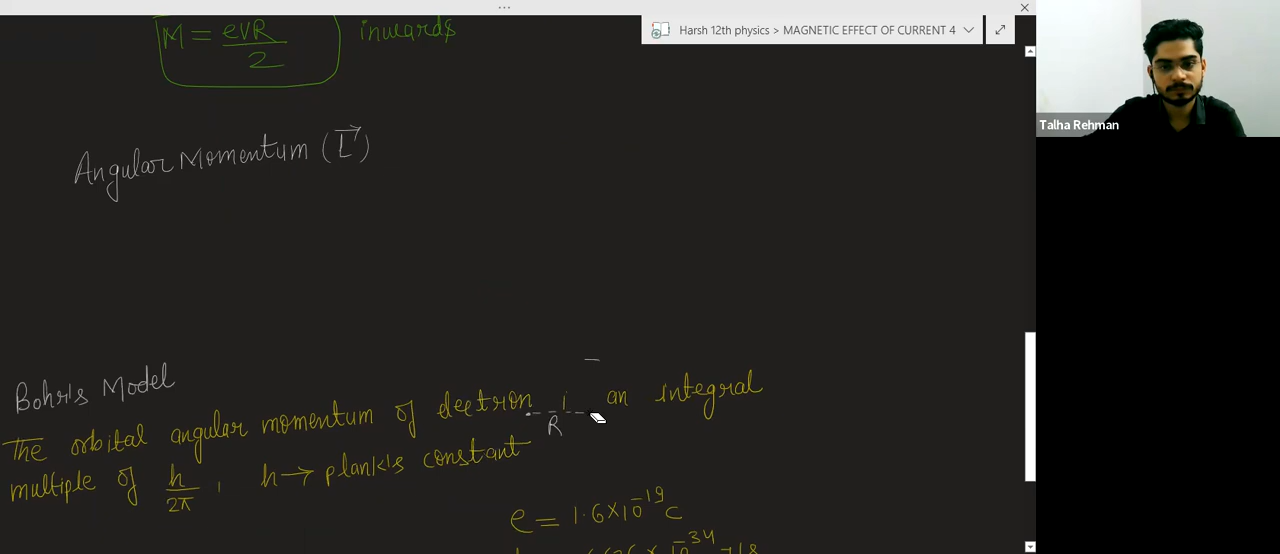 Harsh 12th physics > MAGNETIC EFFECT OF CURRENT 4
M = evR/2 inwards
Talha Rehman
Angular Momentum (L⃗)
Bohr's Model
The orbital angular momentum of electron i an integral
R
multiple of h/2π, h → plank's constant
e = 1.6×10⁻¹⁹ C